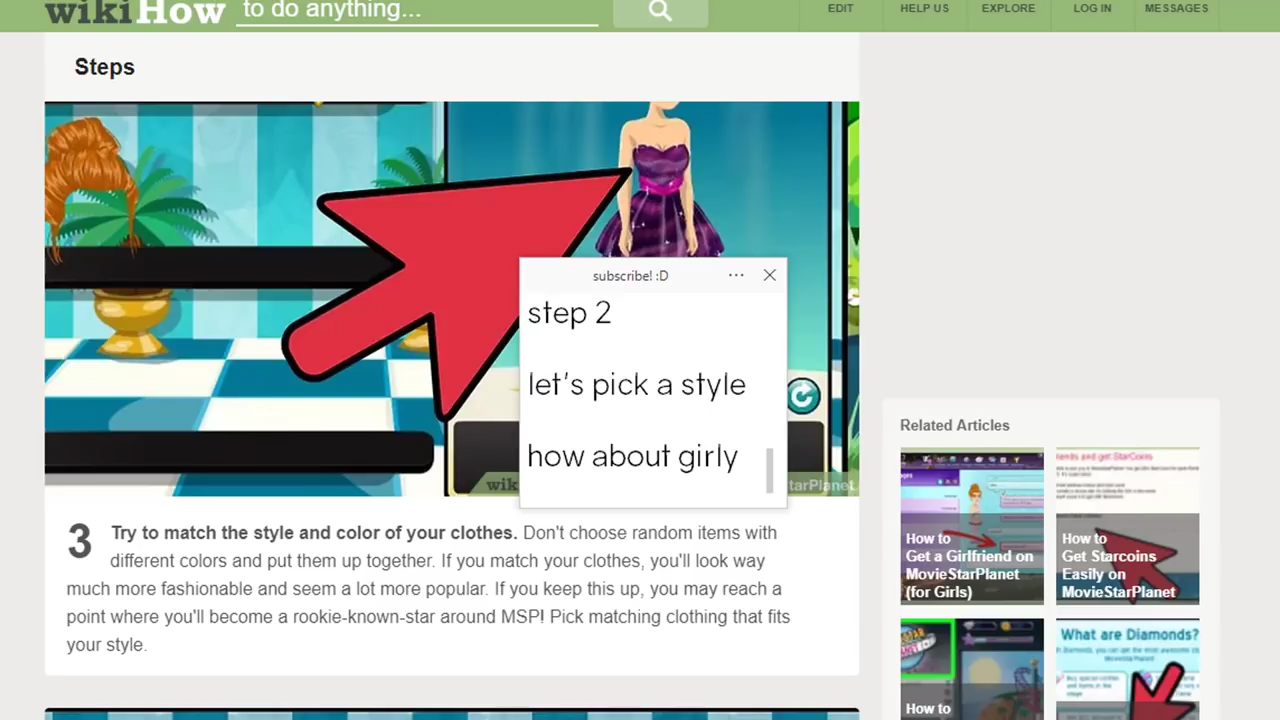 wikiHow to do anything...
EDIT
HELP US
EXPLORE
LOG IN
MESSAGES
Steps
subscribe! :D
step 2
let's pick a style
how about girly
wiki
tarPlanet
3 Try to match the style and color of your clothes. Don't choose random items with
different colors and put them up together. If you match your clothes, you'll look way
much more fashionable and seem a lot more popular. If you keep this up, you may reach a
point where you'll become a rookie-known-star around MSP! Pick matching clothing that fits
your style.
Related Articles
How to
Get a Girlfriend on
MovieStarPlanet
(for Girls)
How to
Get Starcoins
Easily on
MovieStarPlanet
How to
What are Diamonds?